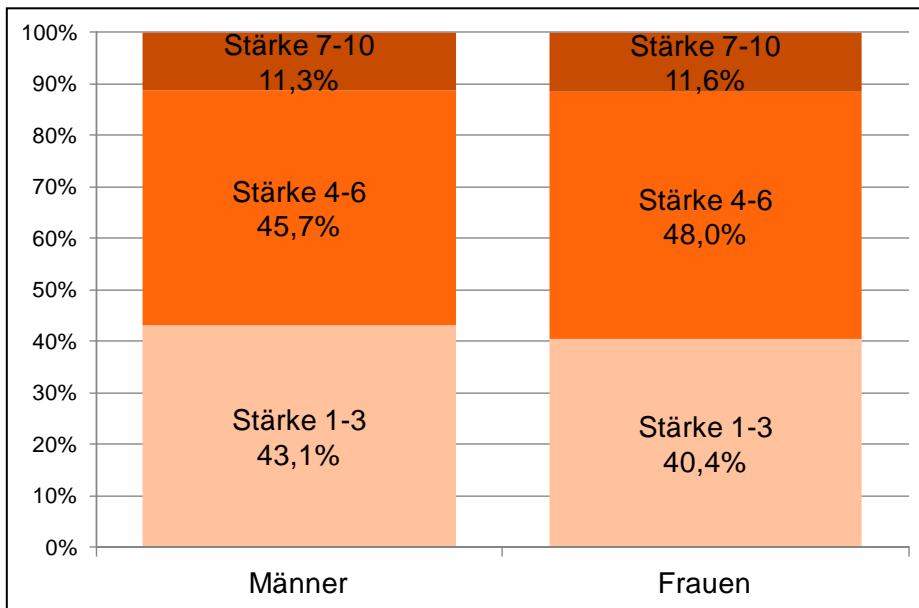 100%
90%
80%
70%
60%
50%
40%
30%
20%
10%
0%
Stärke 7-10
11,3%
Stärke 4-6
45,7%
Stärke 1-3
43,1%
Stärke 7-10
11,6%
Stärke 4-6
48,0%
Stärke 1-3
40,4%
Männer
Frauen